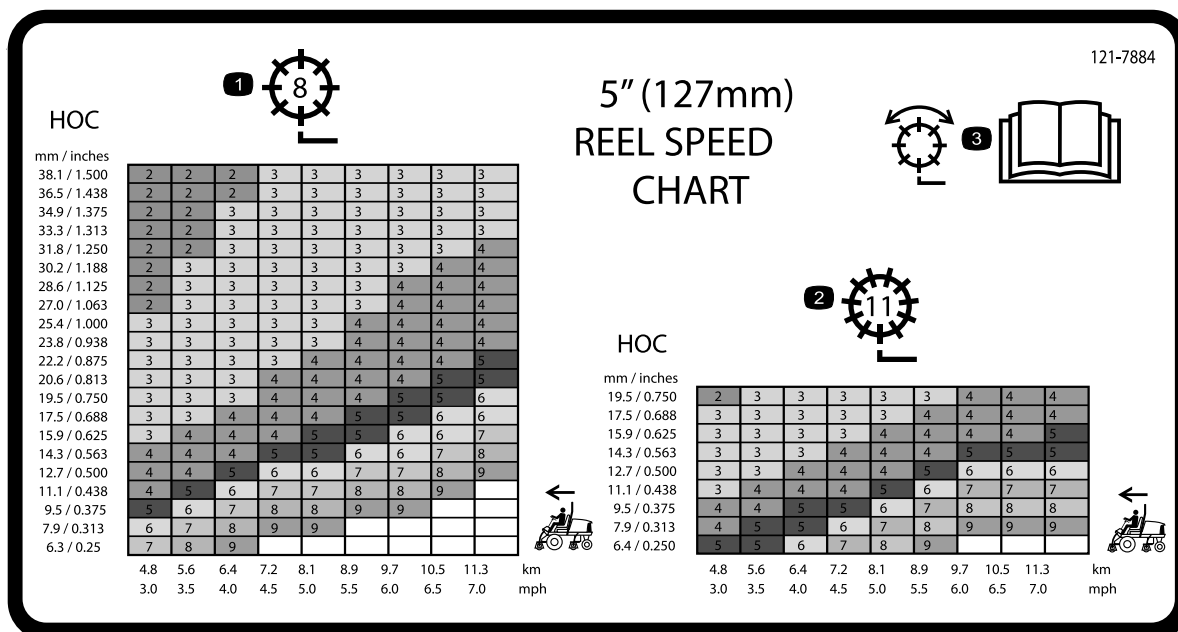 121-7884
5” (127mm)
REEL SPEED
CHART
3
1
8
HOC
mm / inches
38.1 / 1.500 2 2 2 3 3 3 3 3 3
36.5 / 1.438 2 2 2 3 3 3 3 3 3
34.9 / 1.375 2 2 3 3 3 3 3 3 3
33.3 / 1.313 2 2 3 3 3 3 3 3 3
31.8 / 1.250 2 2 3 3 3 3 3 3 4
30.2 / 1.188 2 3 3 3 3 3 3 4 4
28.6 / 1.125 2 3 3 3 3 3 4 4 4
27.0 / 1.063 2 3 3 3 3 3 4 4 4
25.4 / 1.000 3 3 3 3 3 4 4 4 4
23.8 / 0.938 3 3 3 3 3 4 4 4 4
22.2 / 0.875 3 3 3 3 4 4 4 4 5
20.6 / 0.813 3 3 3 4 4 4 4 5 5
19.5 / 0.750 3 3 3 4 4 4 5 5 6
17.5 / 0.688 3 3 4 4 4 5 5 6 6
15.9 / 0.625 3 4 4 4 5 5 6 6 7
14.3 / 0.563 4 4 4 5 5 6 6 7 8
12.7 / 0.500 4 4 5 6 6 7 7 8 9
11.1 / 0.438 4 5 6 7 7 8 8 9
9.5 / 0.375 5 6 7 8 8 9 9
7.9 / 0.313 6 7 8 9 9
6.3 / 0.25 7 8 9
4.8 5.6 6.4 7.2 8.1 8.9 9.7 10.5 11.3 km
3.0 3.5 4.0 4.5 5.0 5.5 6.0 6.5 7.0 mph
2
11
HOC
mm / inches
19.5 / 0.750 2 3 3 3 3 3 4 4 4
17.5 / 0.688 3 3 3 3 3 4 4 4 4
15.9 / 0.625 3 3 3 3 4 4 4 4 5
14.3 / 0.563 3 3 3 4 4 4 5 5 5
12.7 / 0.500 3 3 4 4 4 5 6 6 6
11.1 / 0.438 3 4 4 4 5 6 7 7 7
9.5 / 0.375 4 4 5 5 6 7 8 8 8
7.9 / 0.313 4 5 5 6 7 8 9 9 9
6.4 / 0.250 5 5 6 7 8 9
4.8 5.6 6.4 7.2 8.1 8.9 9.7 10.5 11.3 km
3.0 3.5 4.0 4.5 5.0 5.5 6.0 6.5 7.0 mph